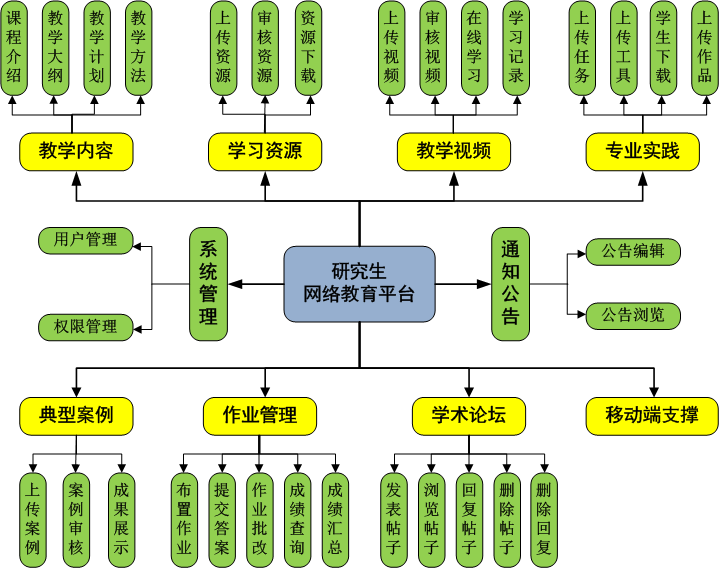 课程介绍
教学大纲
教学计划
教学方法
上传资源
审核资源
资源下载
上传视频
审核视频
在线学习
学习记录
上传任务
上传工具
学生下载
上传作品
教学内容
学习资源
教学视频
专业实践
用户管理
权限管理
系统管理
研究生
网络教育平台
通知公告
公告编辑
公告浏览
典型案例
作业管理
学术论坛
移动端支撑
上传案例
案例审核
成果展示
布置作业
提交答案
作业批改
成绩查询
成绩汇总
发表帖子
浏览帖子
回复帖子
删除帖子
删除回复